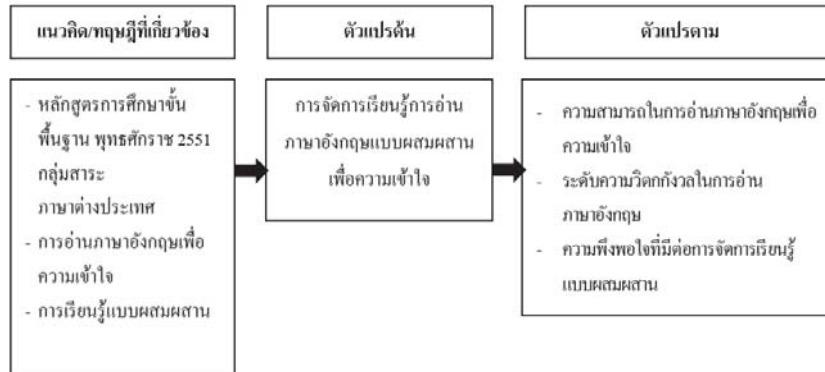 แนวคิด/ทฤษฎีที่เกี่ยวข้อง
ตัวแปรต้น
ตัวแปรตาม
- หลักสูตรการศึกษาขั้น
พื้นฐาน พุทธศักราช 2551
กลุ่มสาระ
ภาษาต่างประเทศ
- การอ่านภาษาอังกฤษเพื่อ
ความเข้าใจ
- การเรียนรู้แบบผสมผสาน
การจัดการเรียนรู้การอ่าน
ภาษาอังกฤษแบบผสมผสาน
เพื่อความเข้าใจ
- ความสามารถในการอ่านภาษาอังกฤษเพื่อ
ความเข้าใจ
- ระดับความวิตกกังวลในการอ่าน
ภาษาอังกฤษ
- ความพึงพอใจที่มีต่อการจัดการเรียนรู้
แบบผสมผสาน